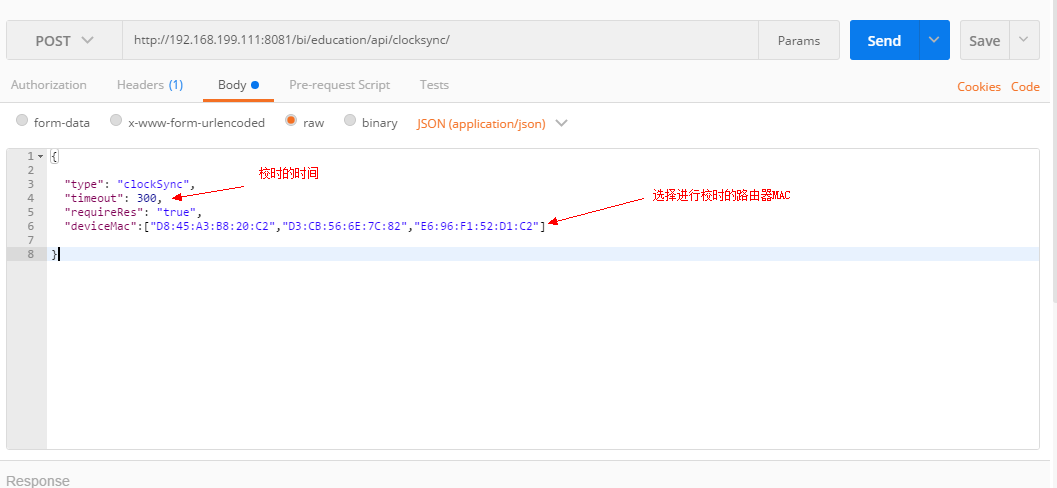 POST http://192.168.199.111:8081/bi/education/api/clocksync/ Params Send Save
Authorization Headers (1) Body Pre-request Script Tests Cookies Code
form-data x-www-form-urlencoded raw binary JSON (application/json)
1 {
2
校时的时间
3 "type": "clockSync",
4 "timeout": 300,
选择进行校时的路由器MAC
5 "requireRes": "true",
6 "deviceMac":["D8:45:A3:B8:20:C2","D3:CB:56:6E:7C:82","E6:96:F1:52:D1:C2"]
7
8 }
Response